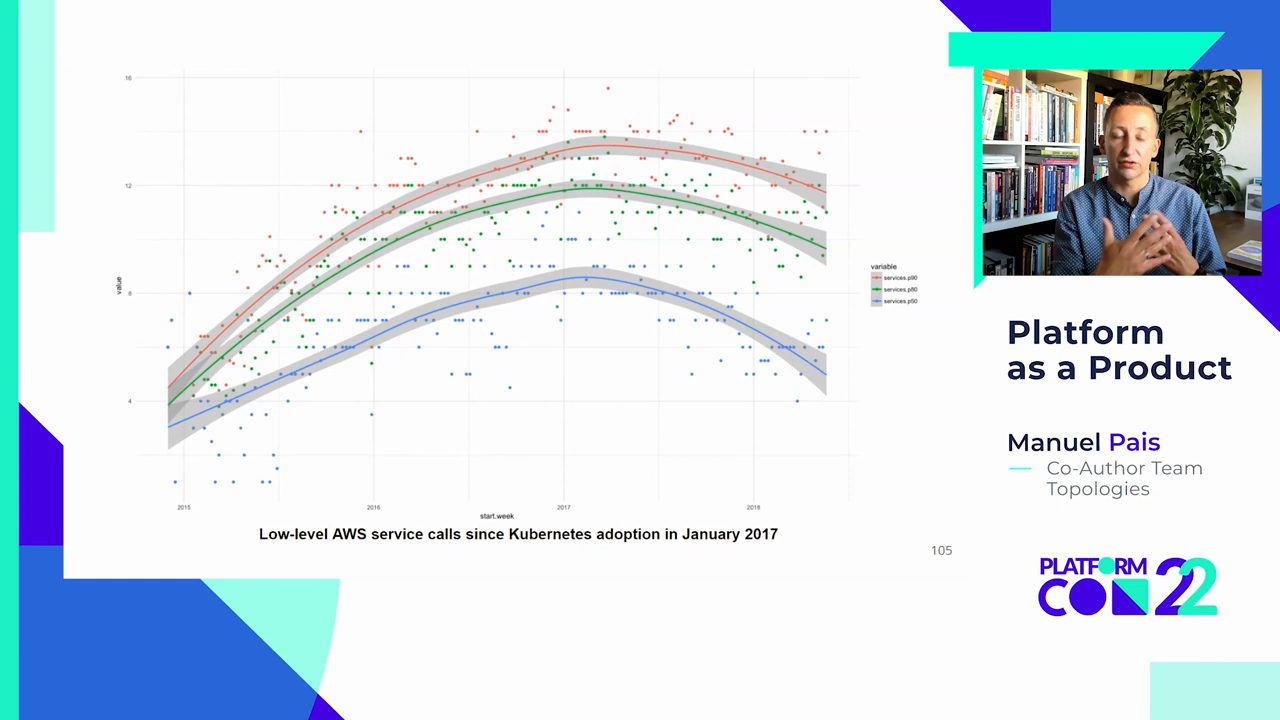 16
12
8
4
value
2015
2016
2017
2018
start.week
variable
services.p90
services.p80
services.p50
Low-level AWS service calls since Kubernetes adoption in January 2017
105
Platform
as a Product
Manuel Pais
Co-Author Team
Topologies
PLATFORM
CON 22